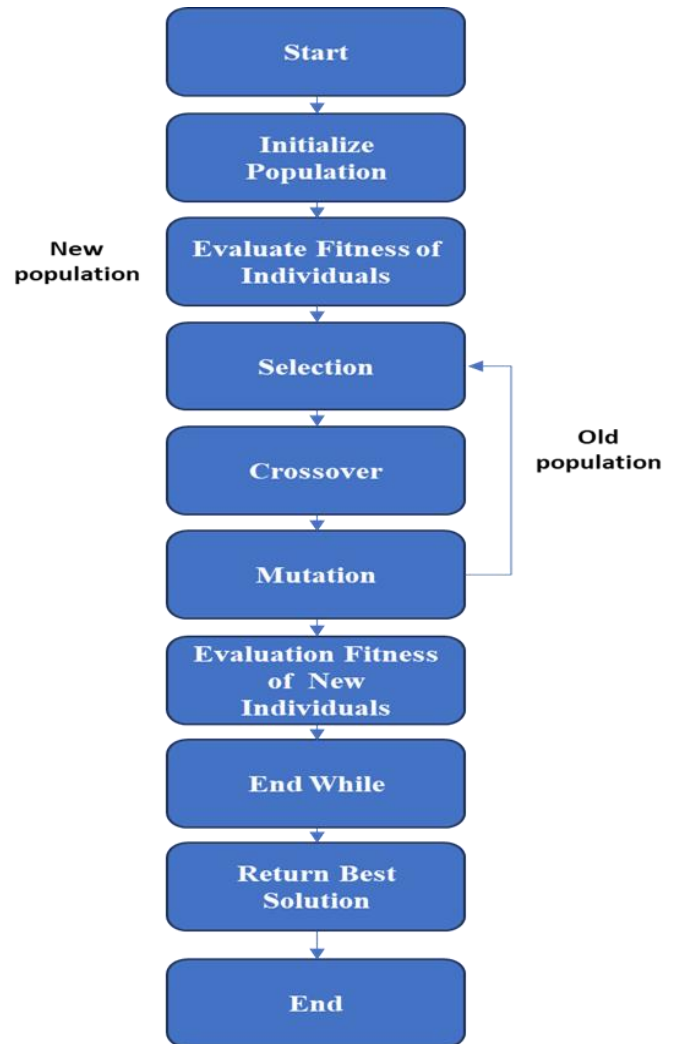 Start
Initialize
Population
New
population
Evaluate Fitness of
Individuals
Selection
Crossover
Old
population
Mutation
Evaluation Fitness
of New
Individuals
End While
Return Best
Solution
End